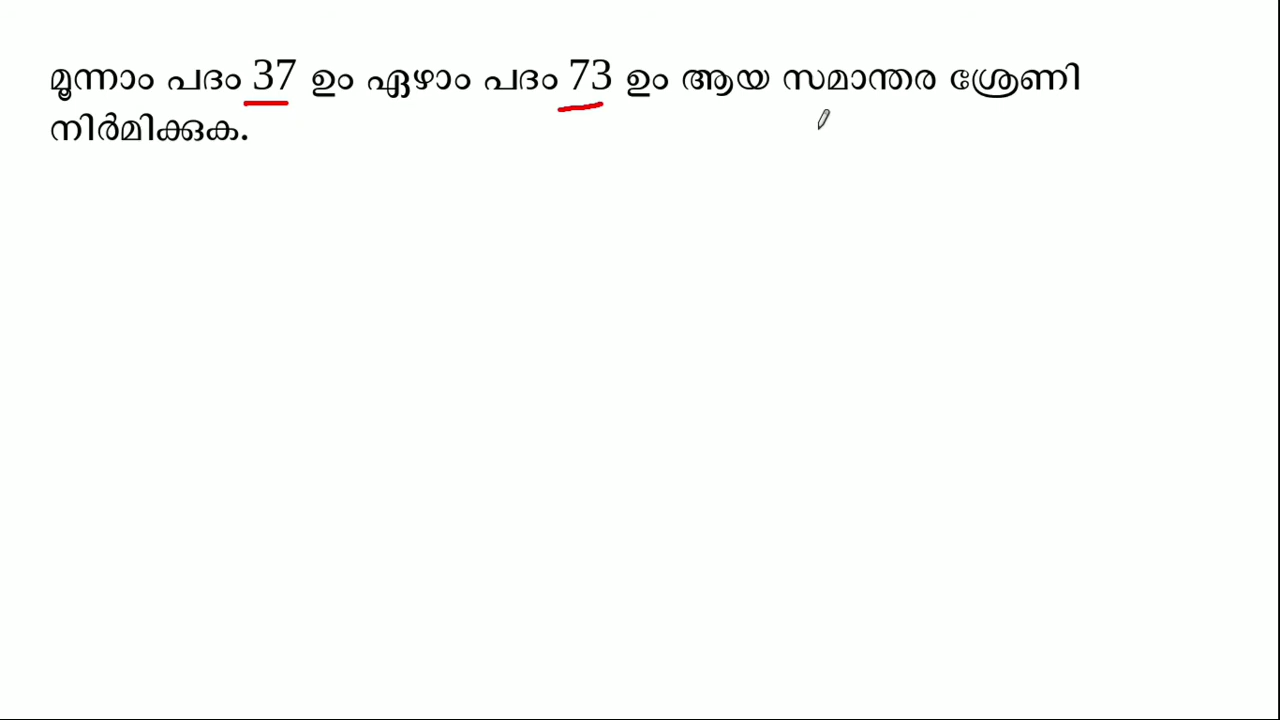 മൂന്നാം പദം 37 ഉം ഏഴാം പദം 73 ഉം ആയ സമാന്തര ശ്രേണി
നിർമിക്കുക.